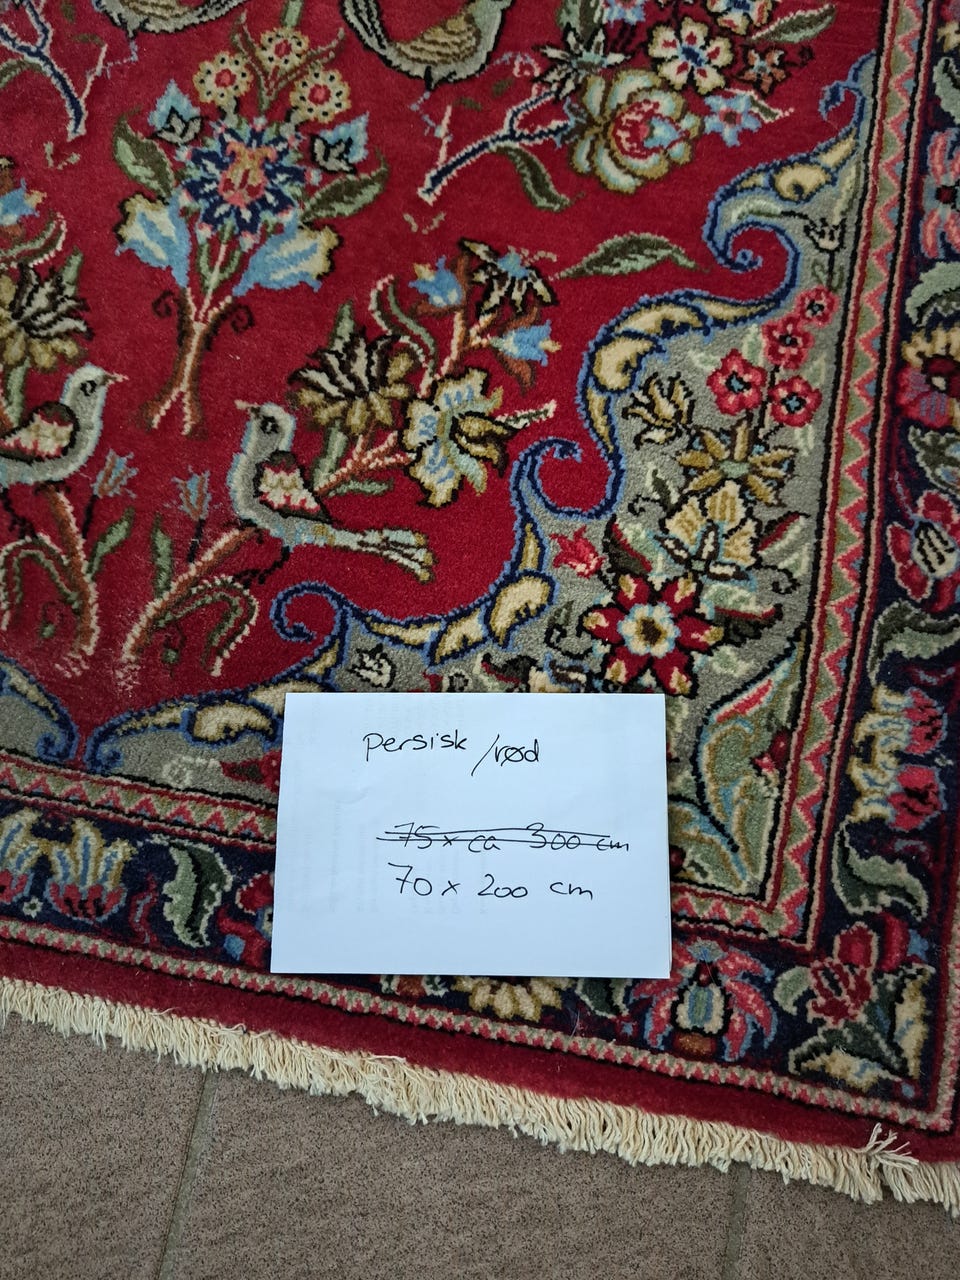 persisk /rød
75 x ca 300 cm
70 x 200 cm